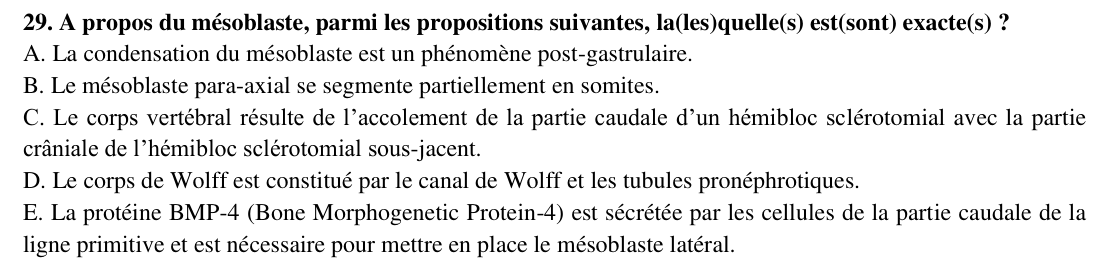 29. A propos du mésoblaste, parmi les propositions suivantes, la(les)quelle(s) est(sont) exacte(s) ?
A. La condensation du mésoblaste est un phénomène post-gastrulaire.
B. Le mésoblaste para-axial se segmente partiellement en somites.
C. Le corps vertébral résulte de l’accolement de la partie caudale d’un hémibloc sclérotomial avec la partie
crâniale de l’hémibloc sclérotomial sous-jacent.
D. Le corps de Wolff est constitué par le canal de Wolff et les tubules pronéphrotiques.
E. La protéine BMP-4 (Bone Morphogenetic Protein-4) est sécrétée par les cellules de la partie caudale de la
ligne primitive et est nécessaire pour mettre en place le mésoblaste latéral.